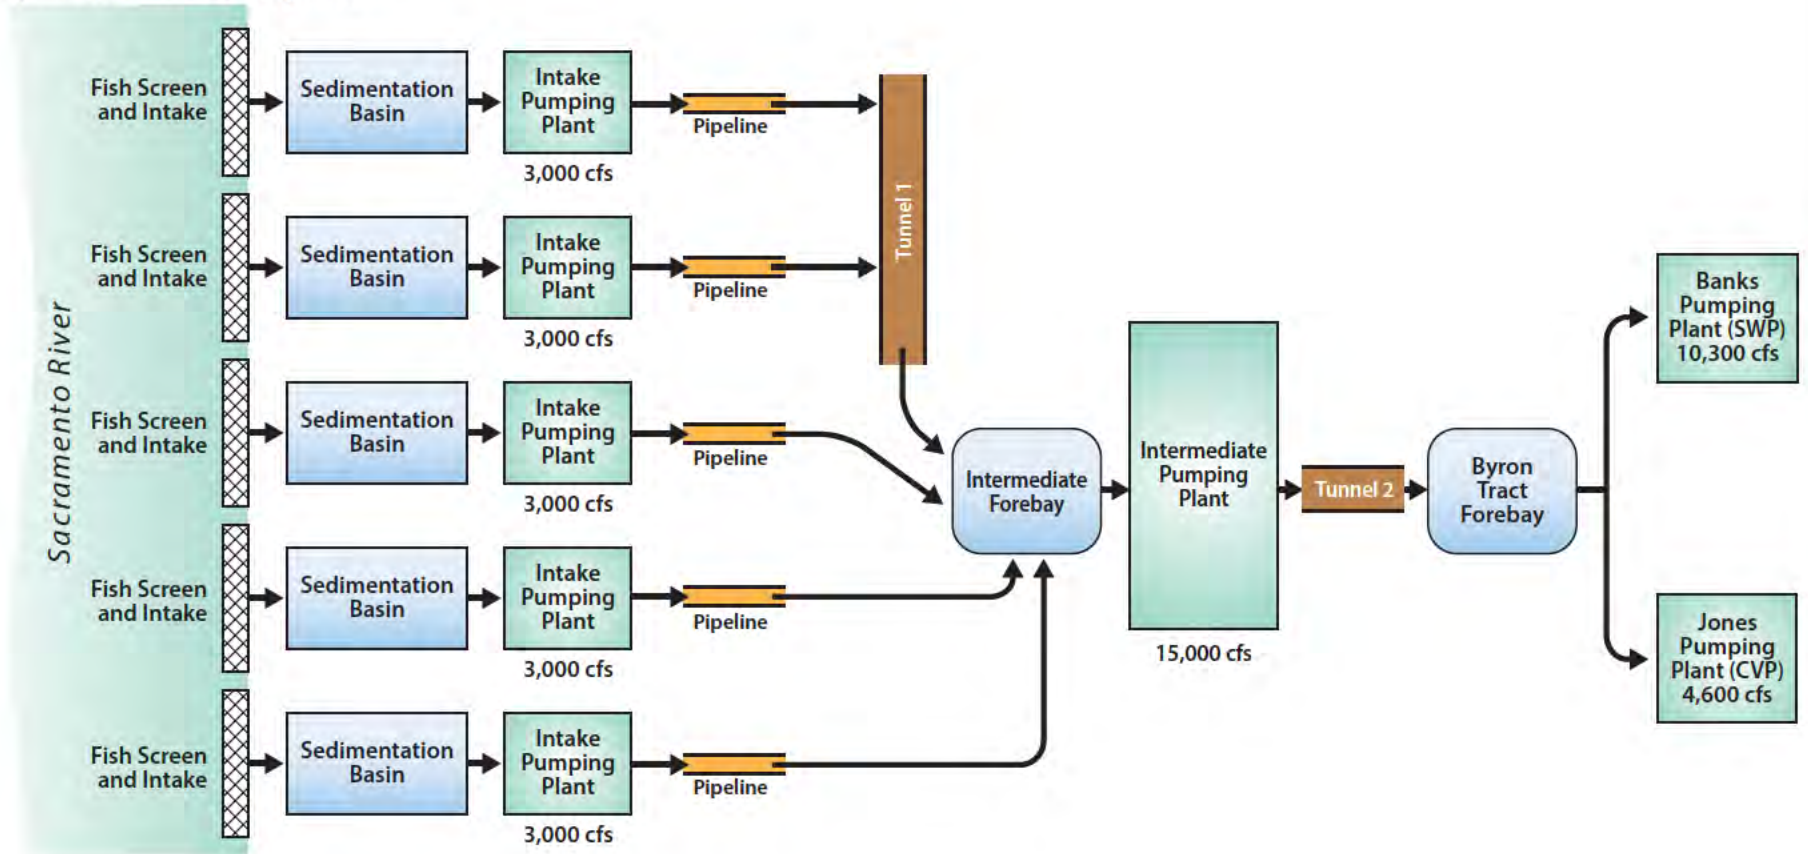 Sacramento River
Fish Screen
and Intake
Sedimentation
Basin
Intake
Pumping
Plant
3,000 cfs
Pipeline
Fish Screen
and Intake
Sedimentation
Basin
Intake
Pumping
Plant
3,000 cfs
Pipeline
Tunnel 1
Fish Screen
and Intake
Sedimentation
Basin
Intake
Pumping
Plant
3,000 cfs
Pipeline
Fish Screen
and Intake
Sedimentation
Basin
Intake
Pumping
Plant
3,000 cfs
Pipeline
Fish Screen
and Intake
Sedimentation
Basin
Intake
Pumping
Plant
3,000 cfs
Pipeline
Intermediate
Forebay
Intermediate
Pumping
Plant
15,000 cfs
Tunnel 2
Byron
Tract
Forebay
Banks
Pumping
Plant (SWP)
10,300 cfs
Jones
Pumping
Plant (CVP)
4,600 cfs